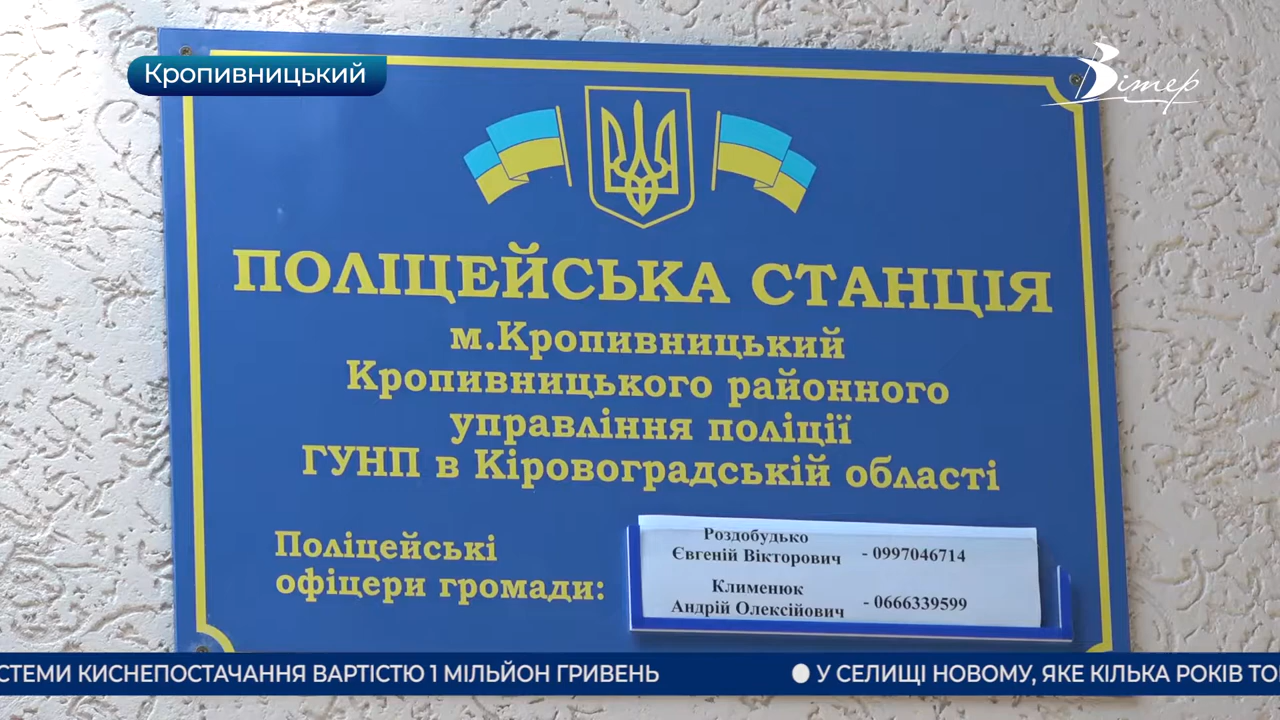 Кропивницький
Вітер
ПОЛІЦЕЙСЬКА СТАНЦІЯ
м.Кропивницький
Кропивницького районного
управління поліції
ГУНП в Кіровоградській області
Поліцейські
офіцери громади:
Роздобудько
Євгеній Вікторович - 0997046714
Клименюк
Андрій Олексійович - 0666339599
СТЕМИ КИСНЕПОСТАЧАННЯ ВАРТІСТЮ 1 МІЛЬЙОН ГРИВЕНЬ ● У СЕЛИЩІ НОВОМУ, ЯКЕ КІЛЬКА РОКІВ ТО